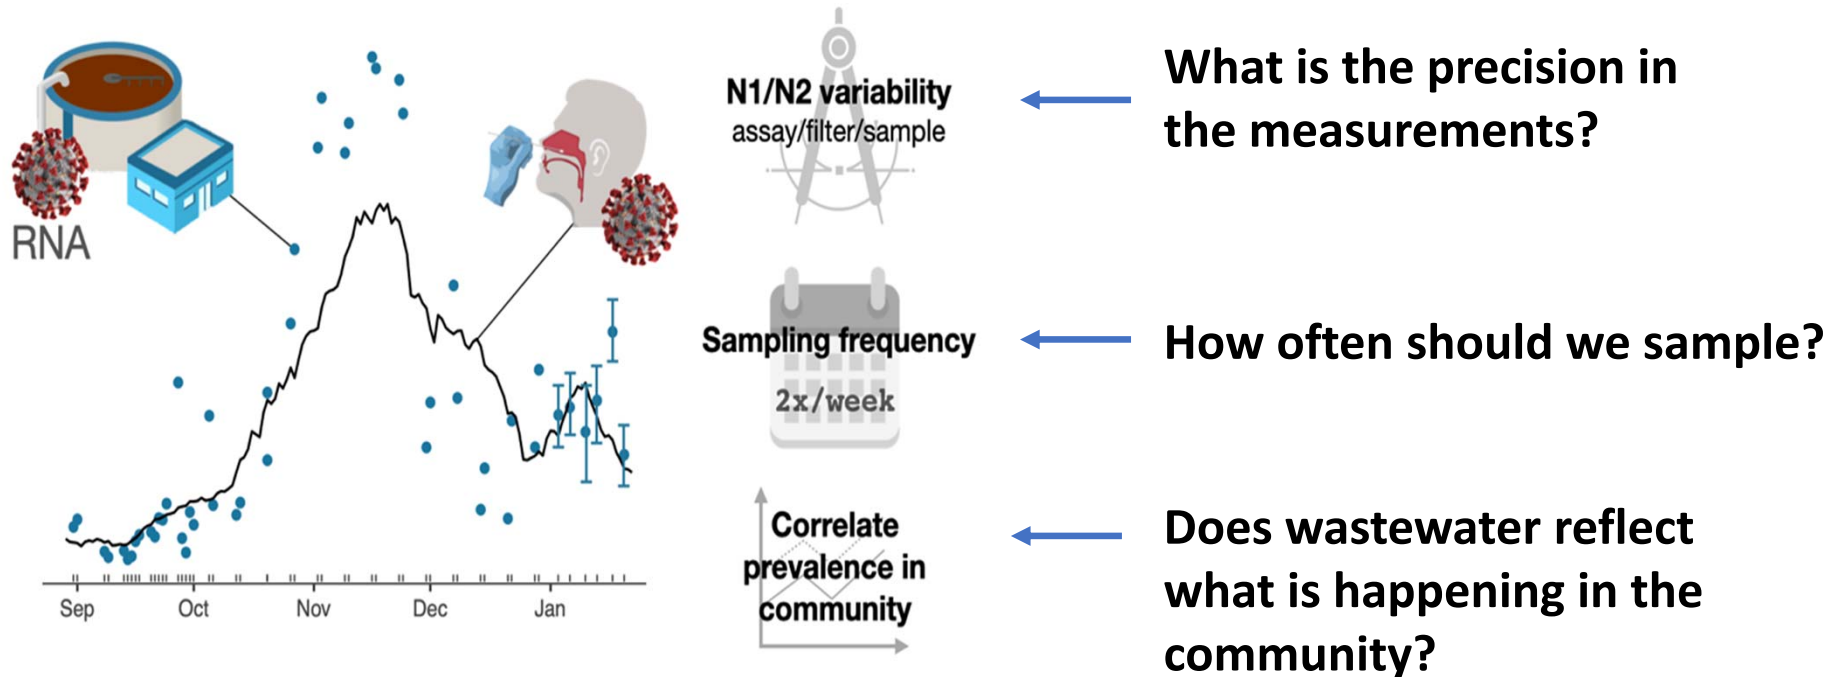 RNA
Sep Oct Nov Dec Jan
N1/N2 variability
assay/filter/sample
Sampling frequency
2x/week
Correlate
prevalence in
community
What is the precision in
the measurements?
How often should we sample?
Does wastewater reflect
what is happening in the
community?